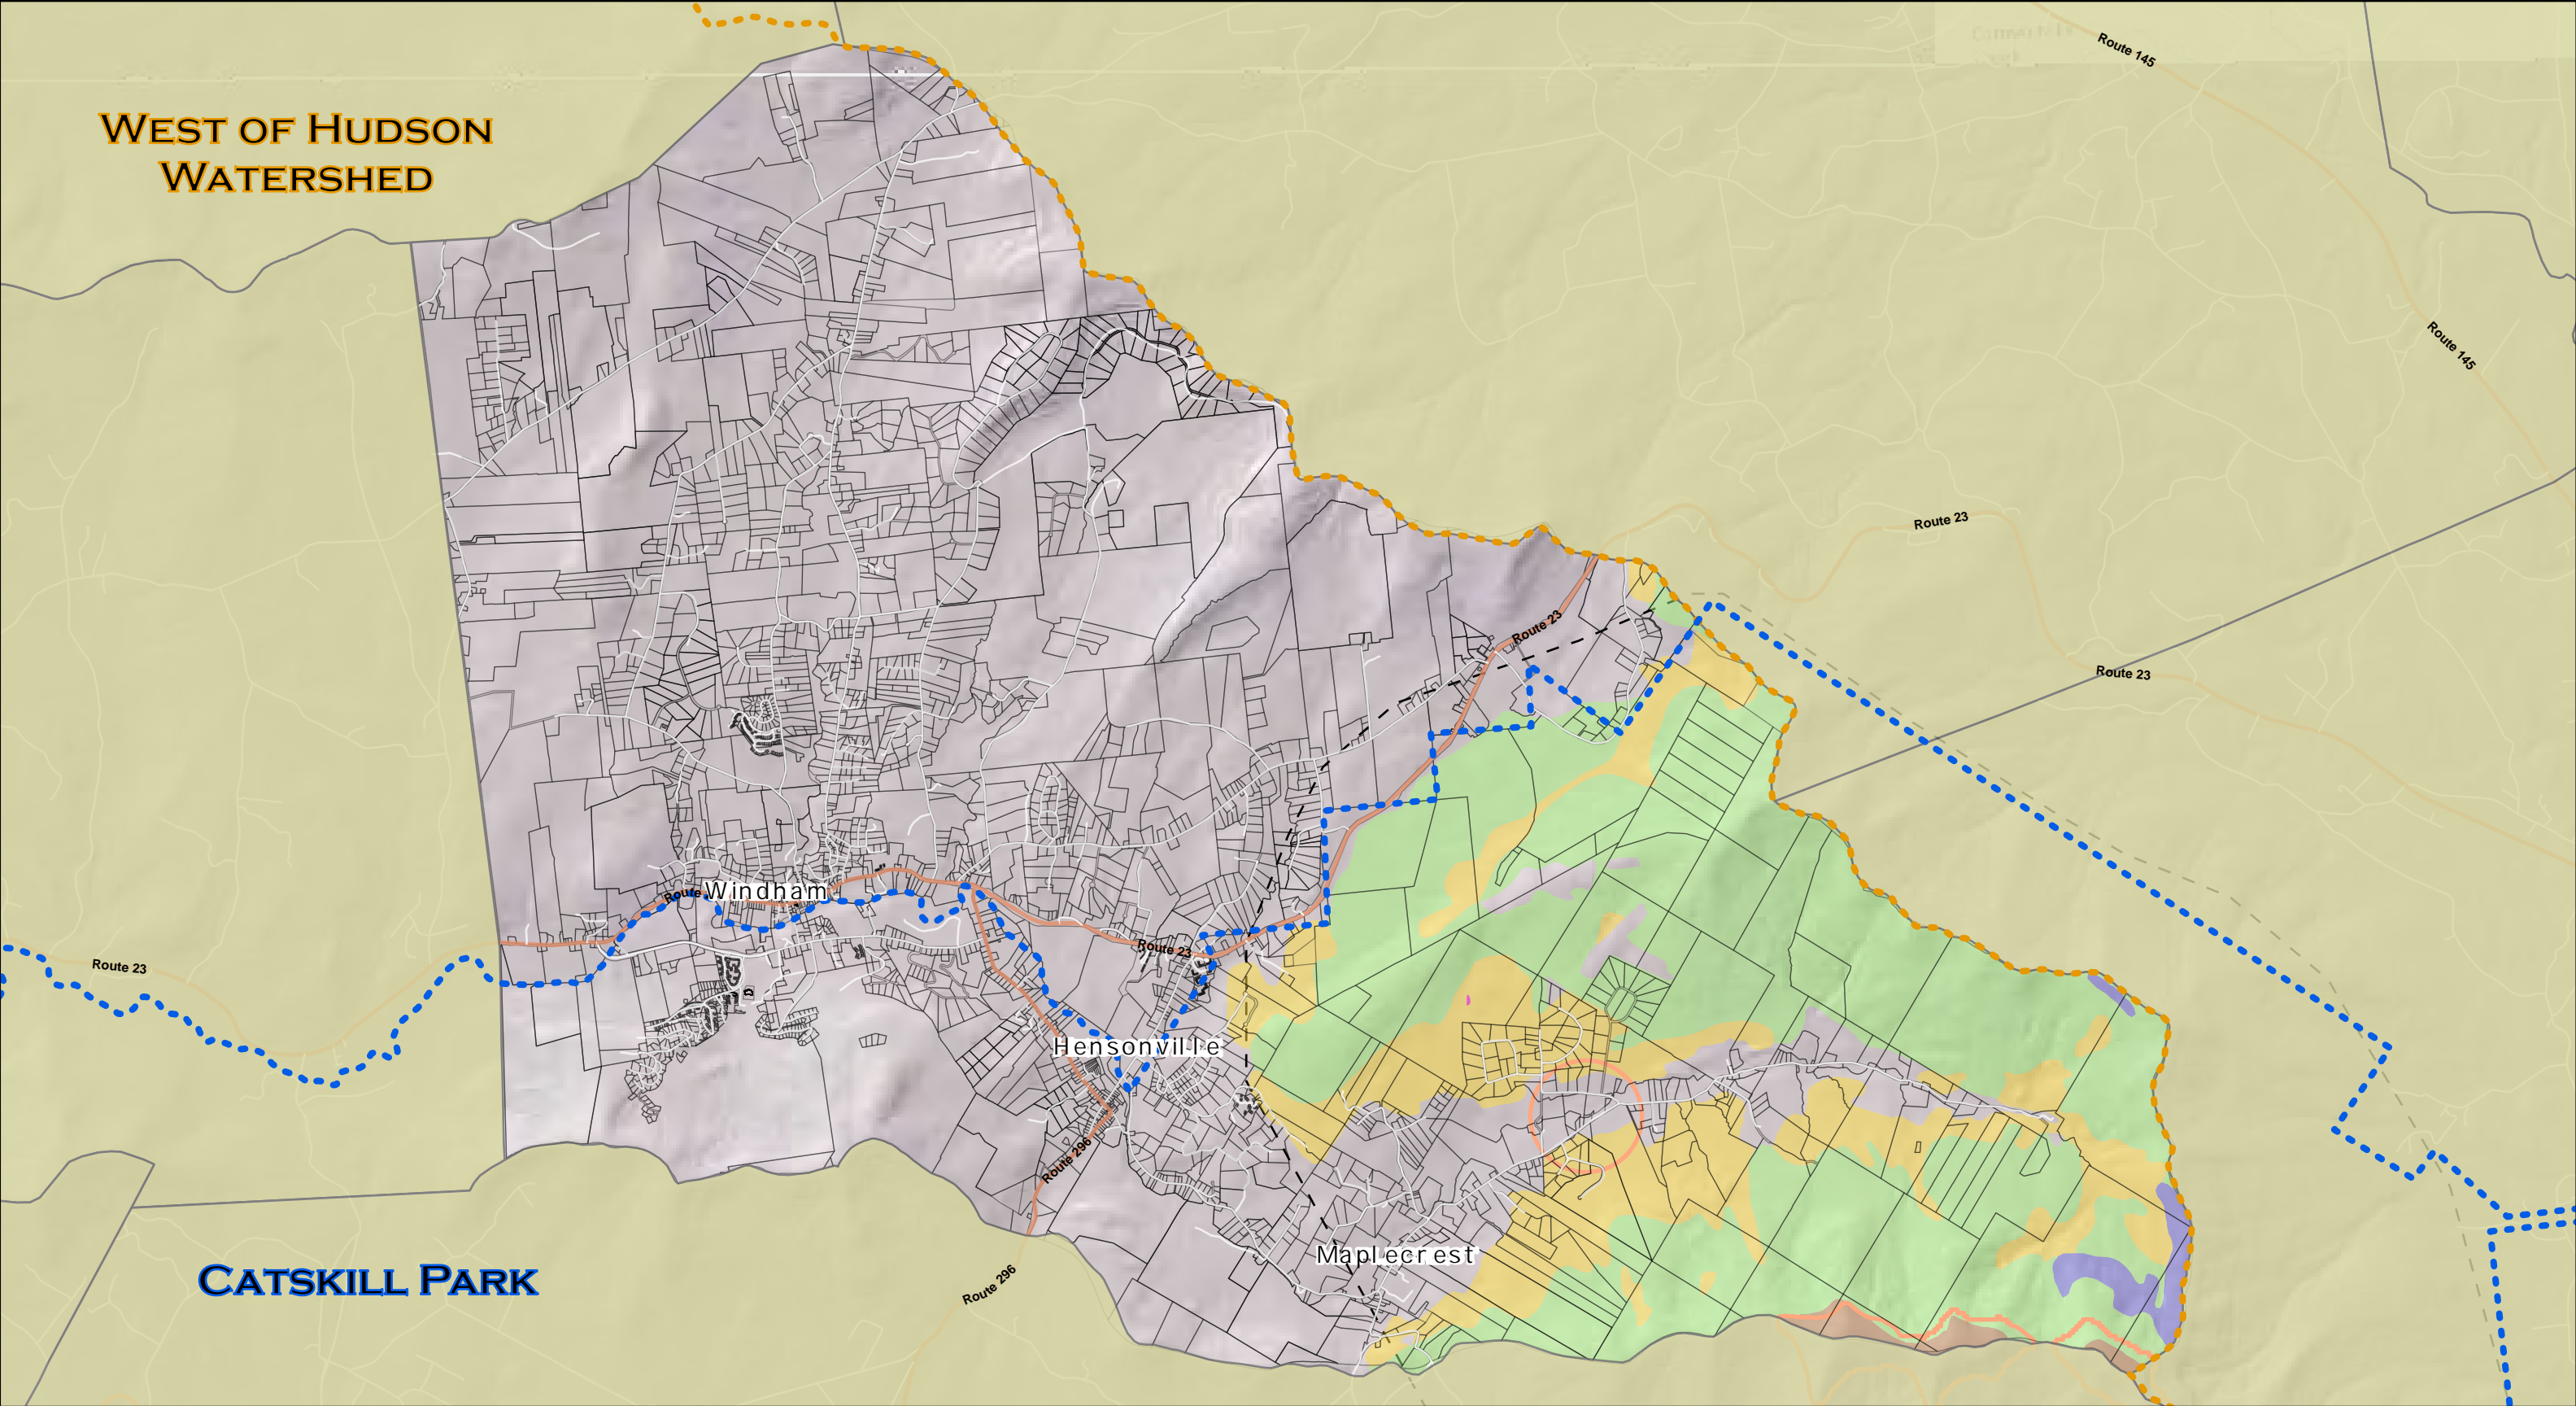 Route 145
WEST OF HUDSON
WATERSHED
Route 145
Route 23
Route 23
Route 23
Route
Windham
Route 23
Route 23
Hensonville
Route 296
Maplecrest
CATSKILL PARK
Route 296